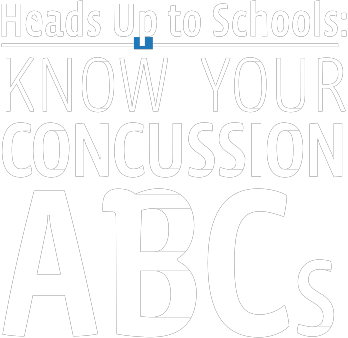 Heads Up to Schools:
KNOW YOUR
CONCUSSION
ABCs